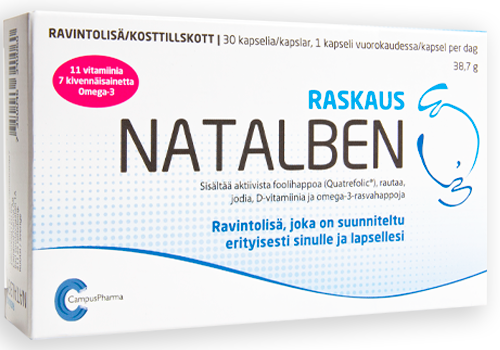 RAVINTOLISÄ/KOSTTILLSKOTT | 30 kapselia/kapslar, 1 kapseli vuorokaudessa/kapsel per dag
38,7 g
11 vitamiinia
7 kivennäisainetta
Omega-3
RASKAUS
NATALBEN
Sisältää aktiivista foolihappoa (Quatrefolic®), rautaa,
jodia, D-vitamiinia ja omega-3-rasvahappoja
Ravintolisä, joka on suunniteltu
erityisesti sinulle ja lapsellesi
CampusPharma